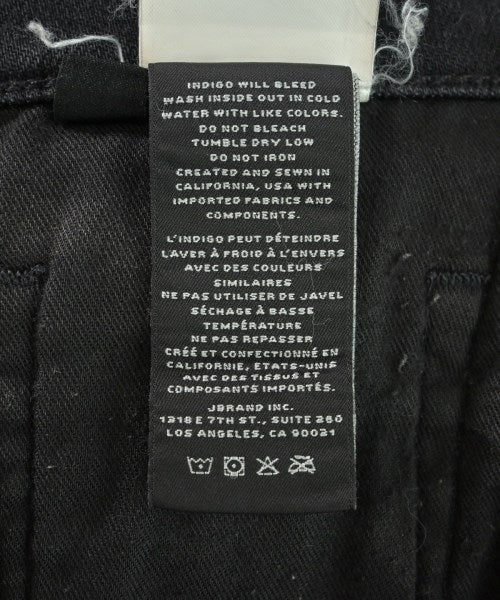 INDIGO WILL BLEED
WASH INSIDE OUT IN COLD
WATER WITH LIKE COLORS.
DO NOT BLEACH
TUMBLE DRY LOW
DO NOT IRON
CREATED AND SEWN IN
CALIFORNIA, USA WITH
IMPORTED FABRICS AND
COMPONENTS.
L'INDIGO PEUT DÉTEINDRE
LAVER À FROID À L'ENVERS
AVEC DES COULEURS
SIMILAIRES
NE PAS UTILISER DE JAVEL
SÉCHAGE À BASSE
TEMPÉRATURE
NE PAS REPASSER
CRÉÉ ET CONFECTIONNÉ EN
CALIFORNIE, ÉTATS-UNIS
AVEC DES TISSUS ET
COMPOSANTS IMPORTÉS.
JBRAND INC.
1318 E 7TH ST., SUITE 260
LOS ANGELES, CA 90021